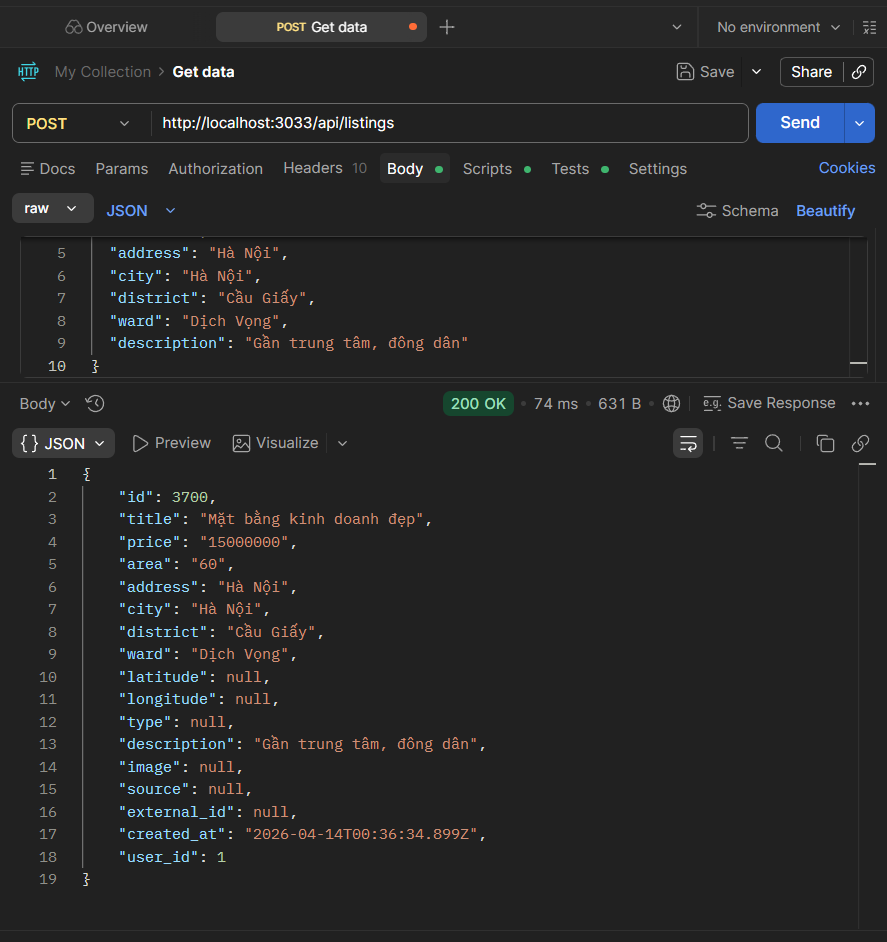 Overview POST Get data No environment
HTTP My Collection > Get data Save Share
POST http://localhost:3033/api/listings Send
Docs Params Authorization Headers 10 Body Scripts Tests Settings Cookies
raw JSON Schema Beautify
5 "address": "Hà Nội",
6 "city": "Hà Nội",
7 "district": "Cầu Giấy",
8 "ward": "Dịch Vọng",
9 "description": "Gần trung tâm, đông dân"
10 }
Body 200 OK • 74 ms • 631 B • e.g. Save Response
{} JSON Preview Visualize
1 {
2 "id": 3700,
3 "title": "Mặt bằng kinh doanh đẹp",
4 "price": "15000000",
5 "area": "60",
6 "address": "Hà Nội",
7 "city": "Hà Nội",
8 "district": "Cầu Giấy",
9 "ward": "Dịch Vọng",
10 "latitude": null,
11 "longitude": null,
12 "type": null,
13 "description": "Gần trung tâm, đông dân",
14 "image": null,
15 "source": null,
16 "external_id": null,
17 "created_at": "2026-04-14T00:36:34.899Z",
18 "user_id": 1
19 }